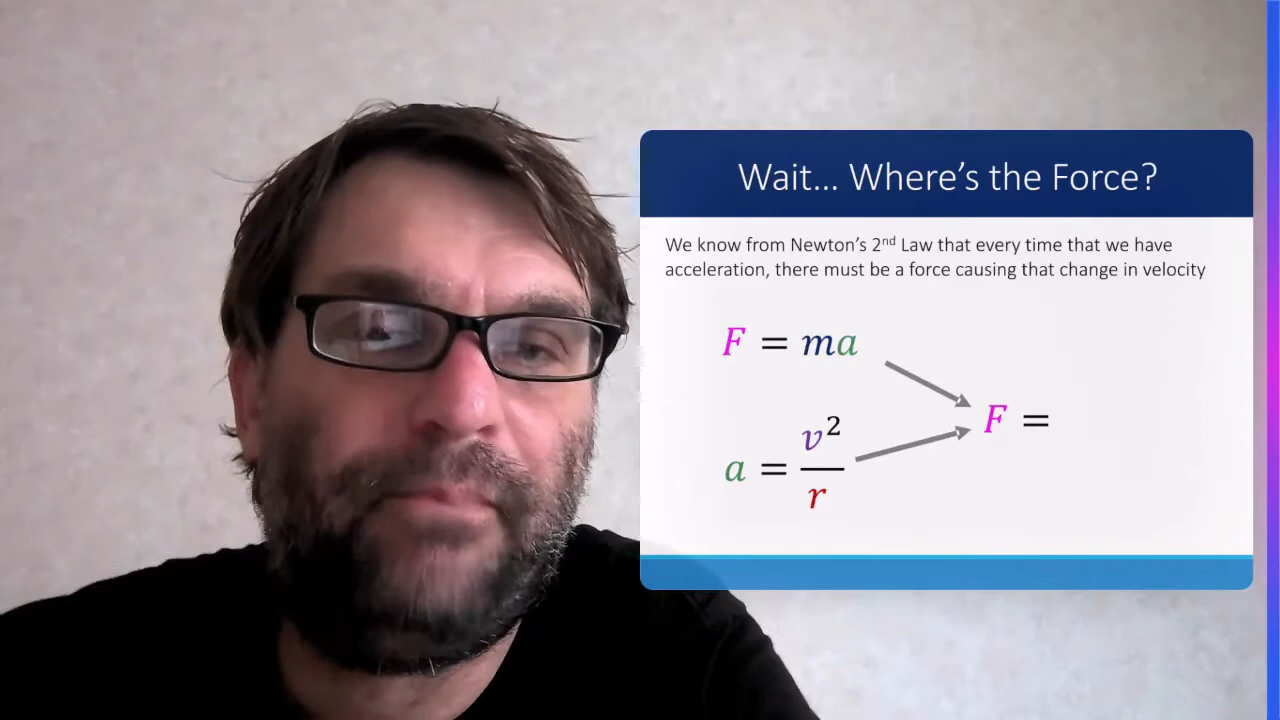 Wait... Where's the Force?
We know from Newton's 2nd Law that every time that we have
acceleration, there must be a force causing that change in velocity
F = ma
F =
a = v²/r